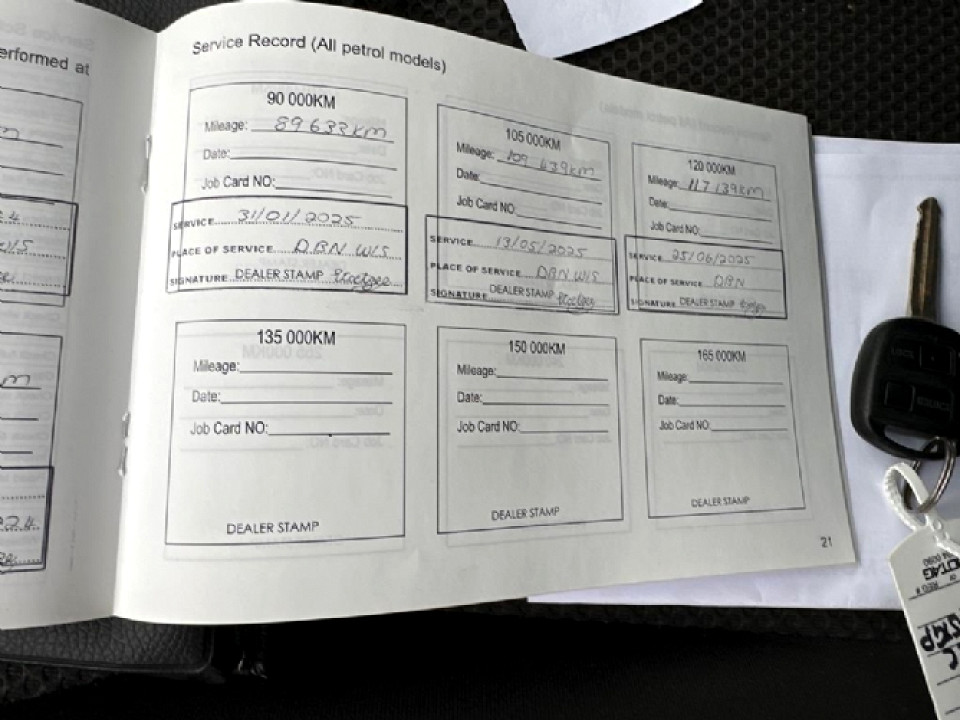 erformed at
Service Record (All petrol models)
90 000KM
Mileage: 89 633km
Date:
Job Card NO:
SERVICE 31/01/2025
PLACE OF SERVICE DBN W/S
SIGNATURE DEALER STAMP
105 000KM
Mileage: 109 439km
Date:
Job Card NO:
SERVICE 13/05/2025
PLACE OF SERVICE DBN W/S
SIGNATURE DEALER STAMP
120 000KM
Mileage: 117 139km
Date:
Job Card NO:
SERVICE 25/06/2025
PLACE OF SERVICE DBN
SIGNATURE DEALER STAMP
135 000KM
Mileage:
Date:
Job Card NO:
DEALER STAMP
150 000KM
Mileage:
Date:
Job Card NO:
DEALER STAMP
165 000KM
Mileage:
Date:
Job Card NO:
DEALER STAMP
21
REG #